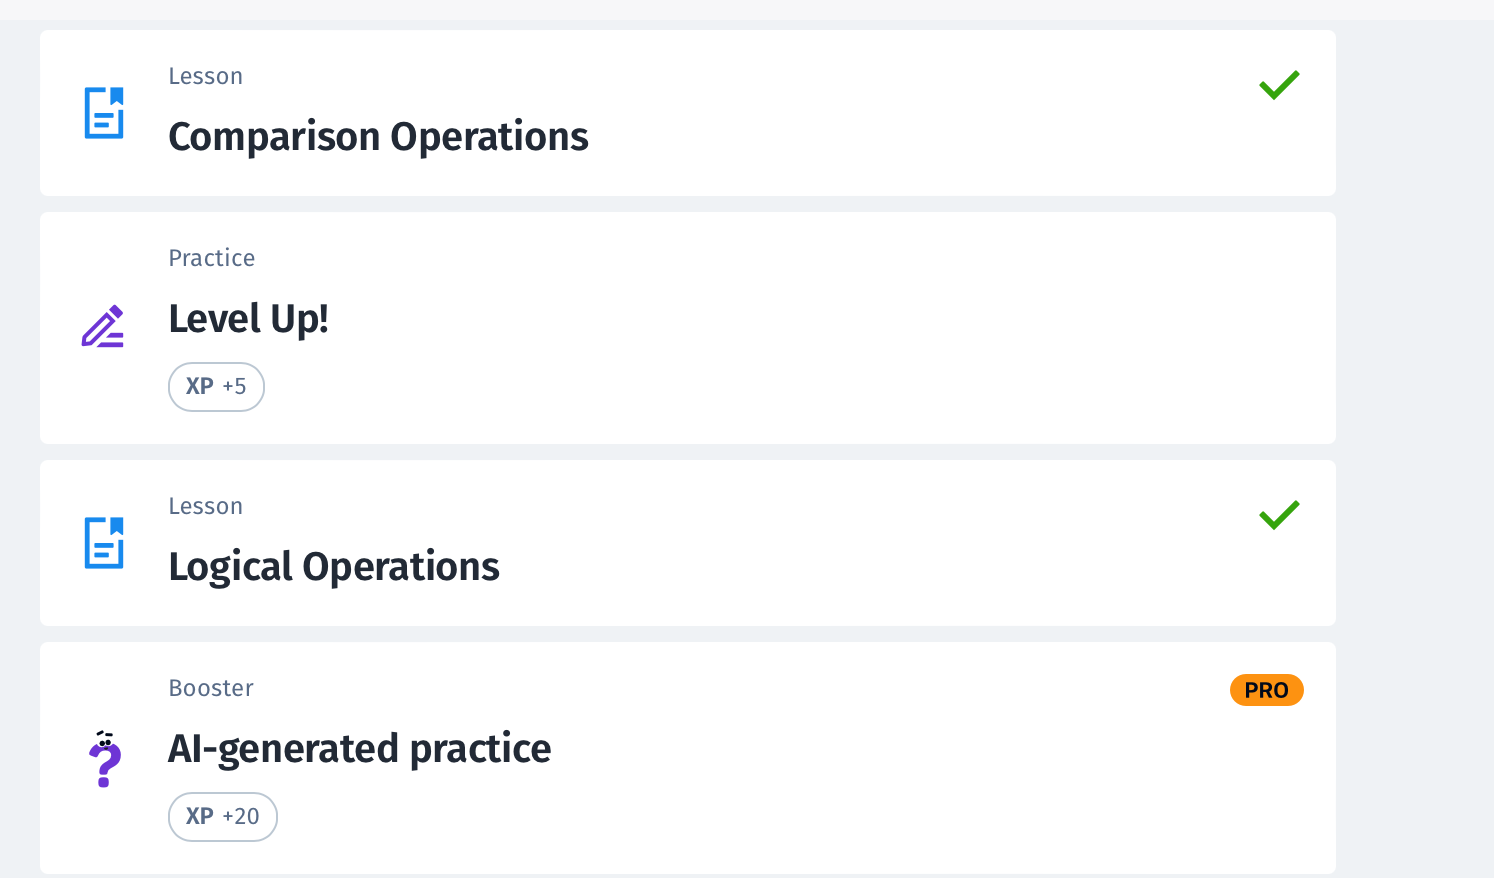 Lesson
Comparison Operations
Practice
Level Up!
XP +5
Lesson
Logical Operations
Booster
PRO
AI-generated practice
XP +20